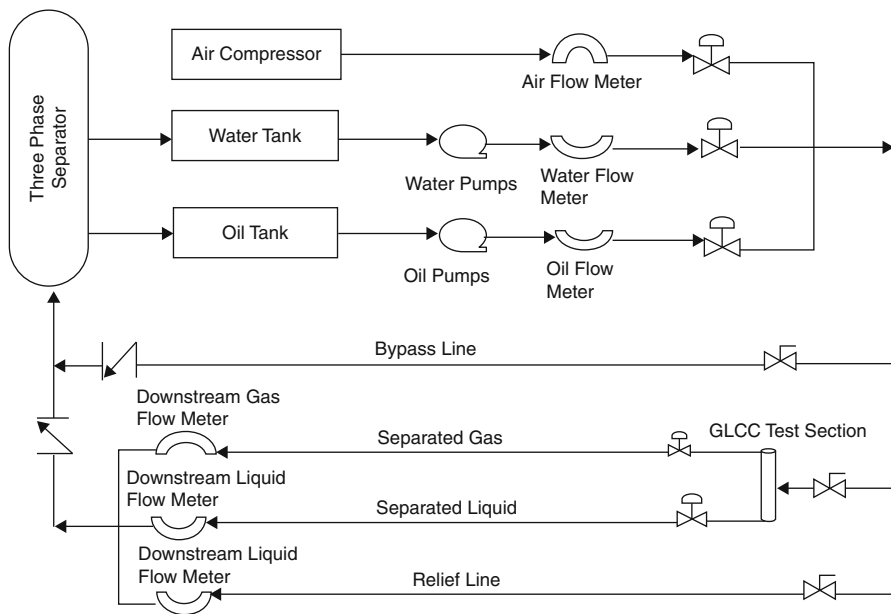 Three Phase
Separator
Air Compressor
Air Flow Meter
Water Tank
Water Pumps
Water Flow
Meter
Oil Tank
Oil Pumps
Oil Flow
Meter
Bypass Line
Downstream Gas
Flow Meter
Separated Gas
GLCC Test Section
Downstream Liquid
Flow Meter
Separated Liquid
Downstream Liquid
Flow Meter
Relief Line